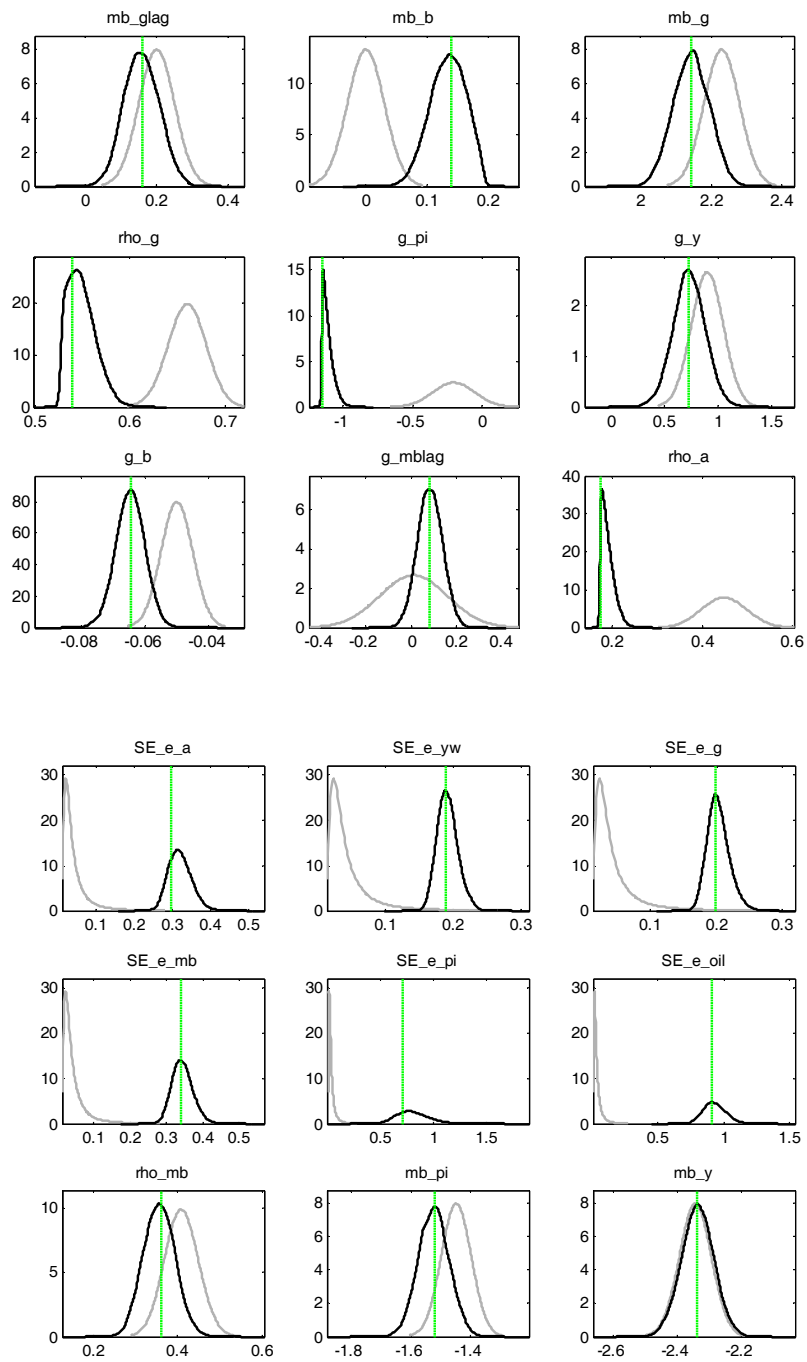 mb_glag mb_b mb_g
8 6 4 2 0 0 0.2 0.4
10 5 0 0 0.1 0.2
8 6 4 2 0 2 2.2 2.4
rho_g g_pi g_y
20 10 0 0.5 0.6 0.7
15 10 5 0 -1 0
2 1 0 0 0.5 1 1.5
g_b g_mblag rho_a
80 60 40 20 0 -0.08 -0.06 -0.04
6 4 2 0 -0.4 -0.2 0 0.2 0.4
40 30 20 10 0 0.2 0.4 0.6
SE_e_a SE_e_yw SE_e_g
30 20 10 0 0.1 0.2 0.3 0.4 0.5
30 20 10 0 0.1 0.2 0.3
30 20 10 0 0.1 0.2 0.3
SE_e_mb SE_e_pi SE_e_oil
30 20 10 0 0.1 0.2 0.3 0.4 0.5
30 20 10 0 0.5 1 1.5
30 20 10 0 0.5 1 1.5
rho_mb mb_pi mb_y
10 5 0 0.2 0.4 0.6
8 6 4 2 0 -1.8 -1.6 -1.4
8 6 4 2 0 -2.6 -2.4 -2.2